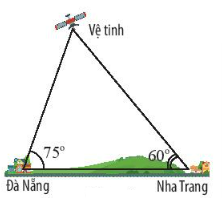 Vệ tinh
75°
60°
Đà Nẵng
Nha Trang